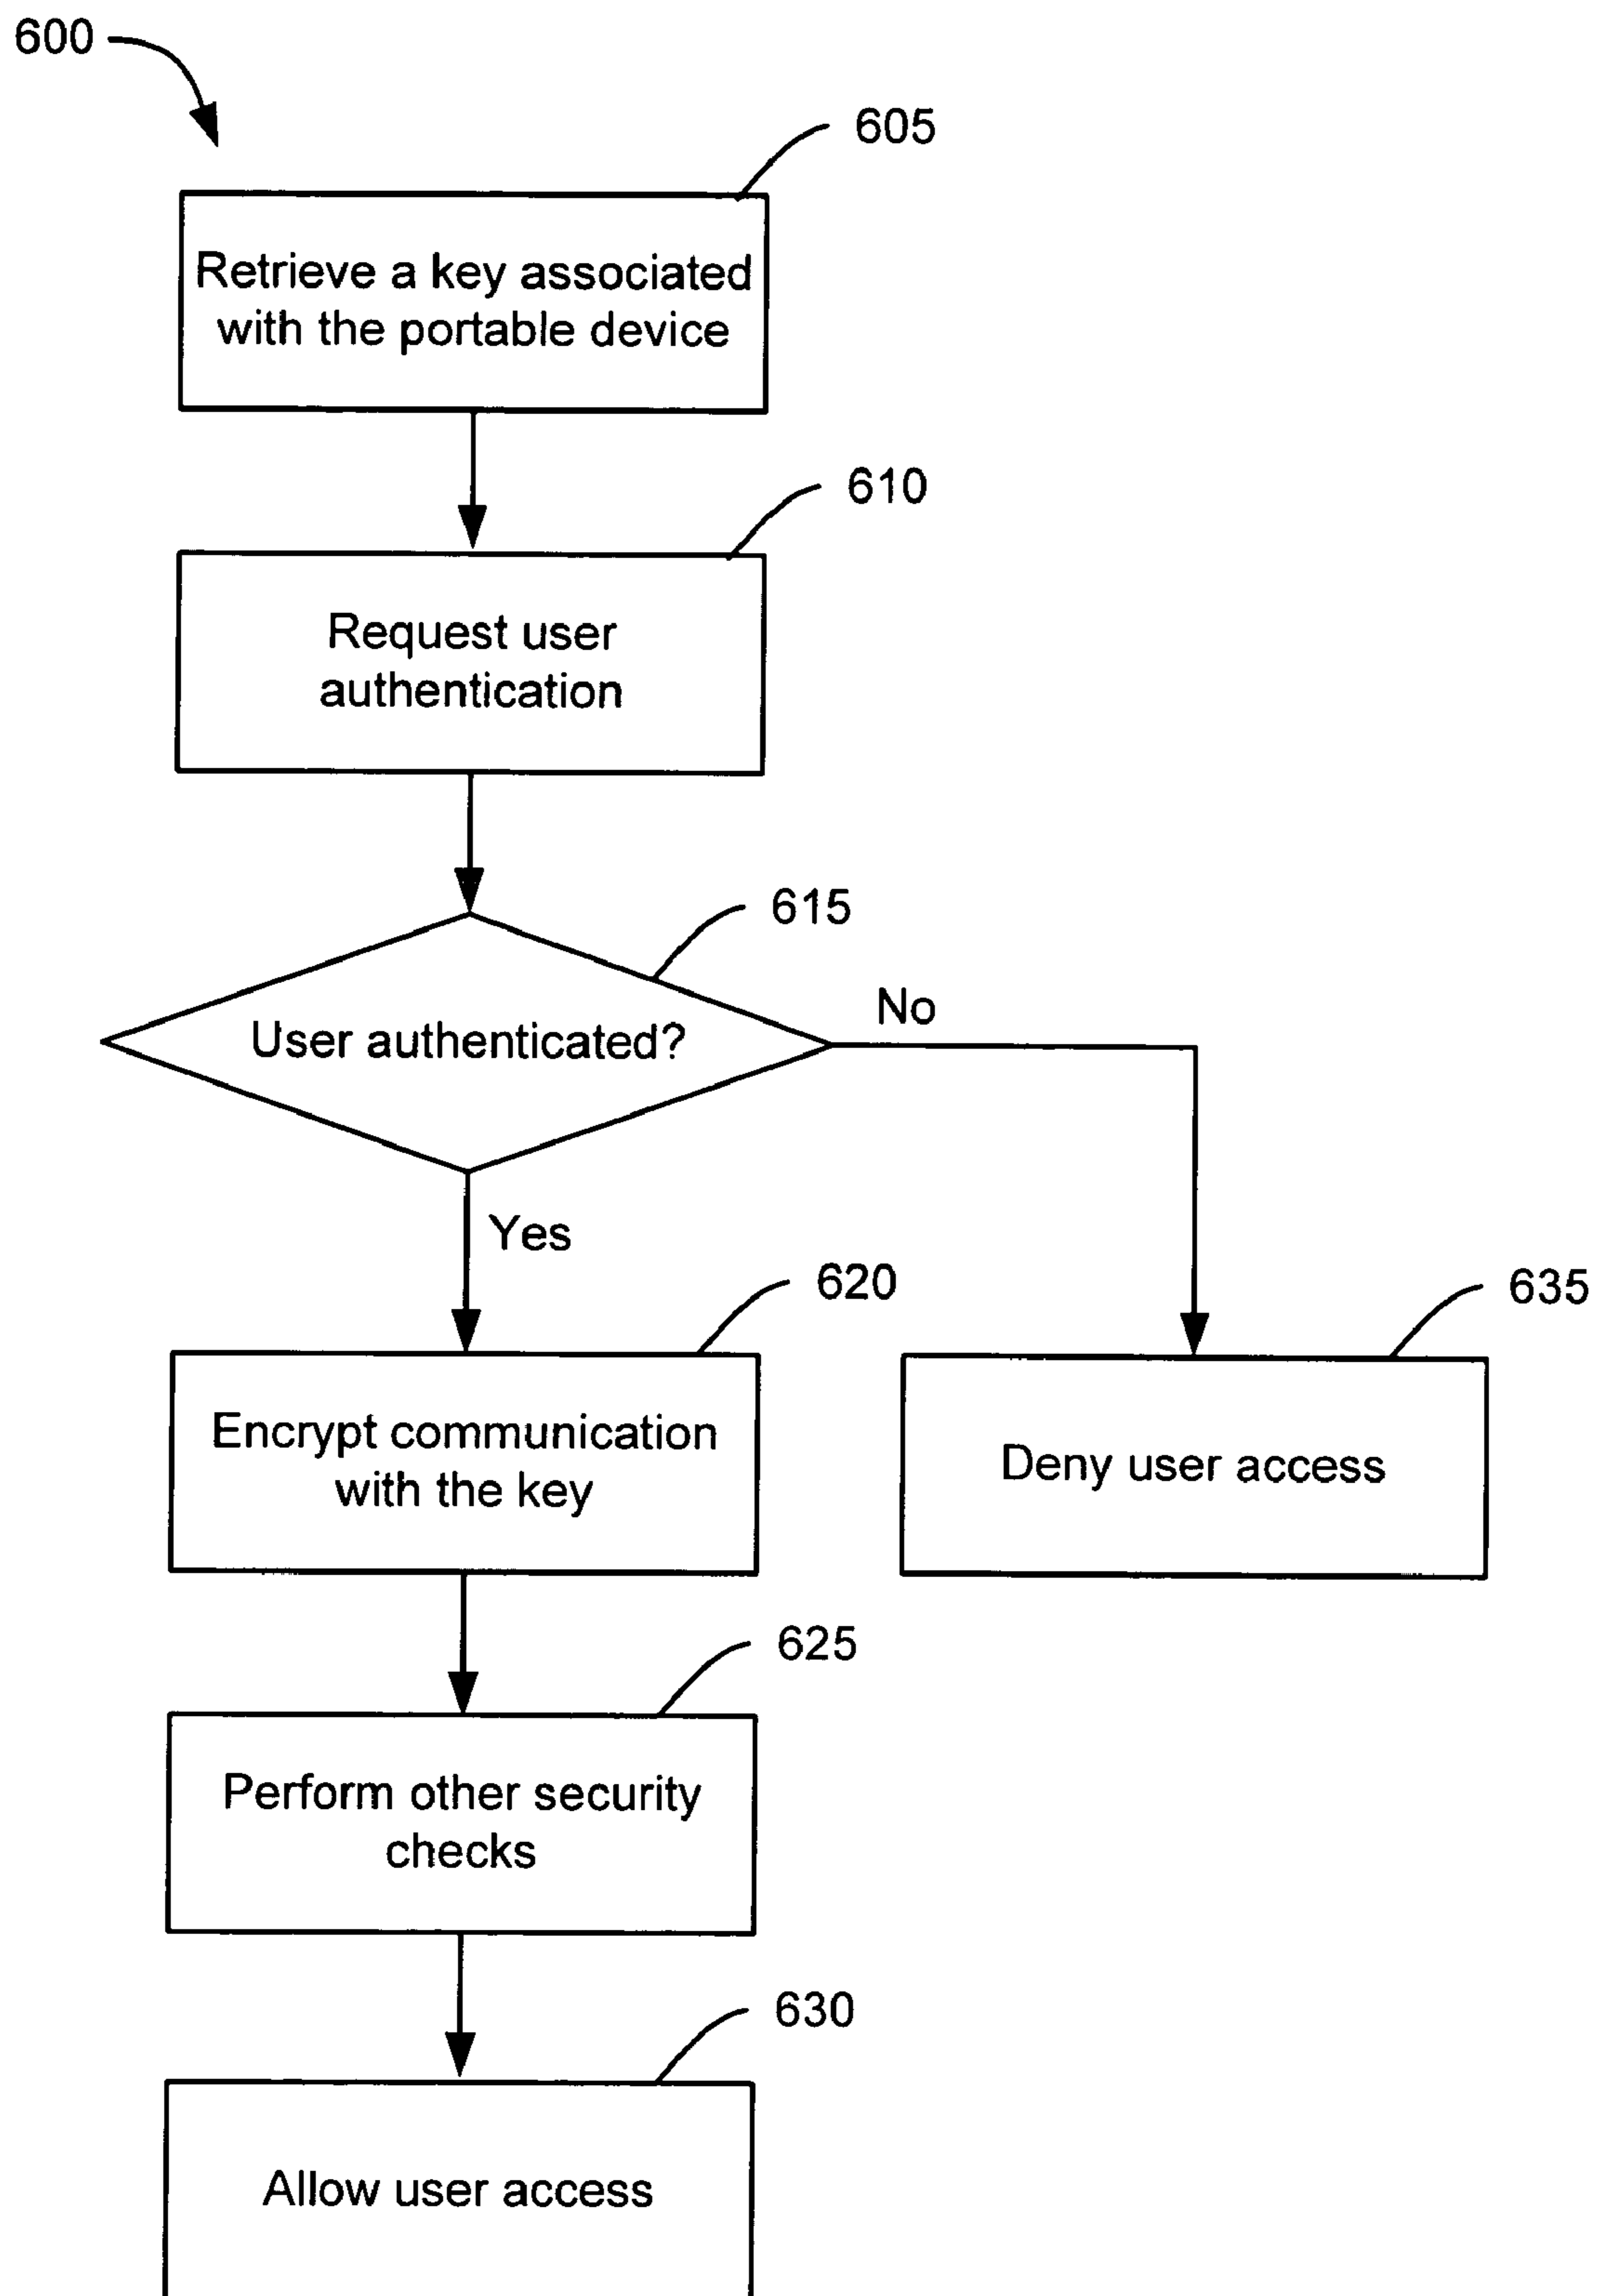 600
605
Retrieve a key associated
with the portable device
610
Request user
authentication
615
User authenticated?
No
Yes
620
635
Encrypt communication
with the key
Deny user access
625
Perform other security
checks
630
Allow user access